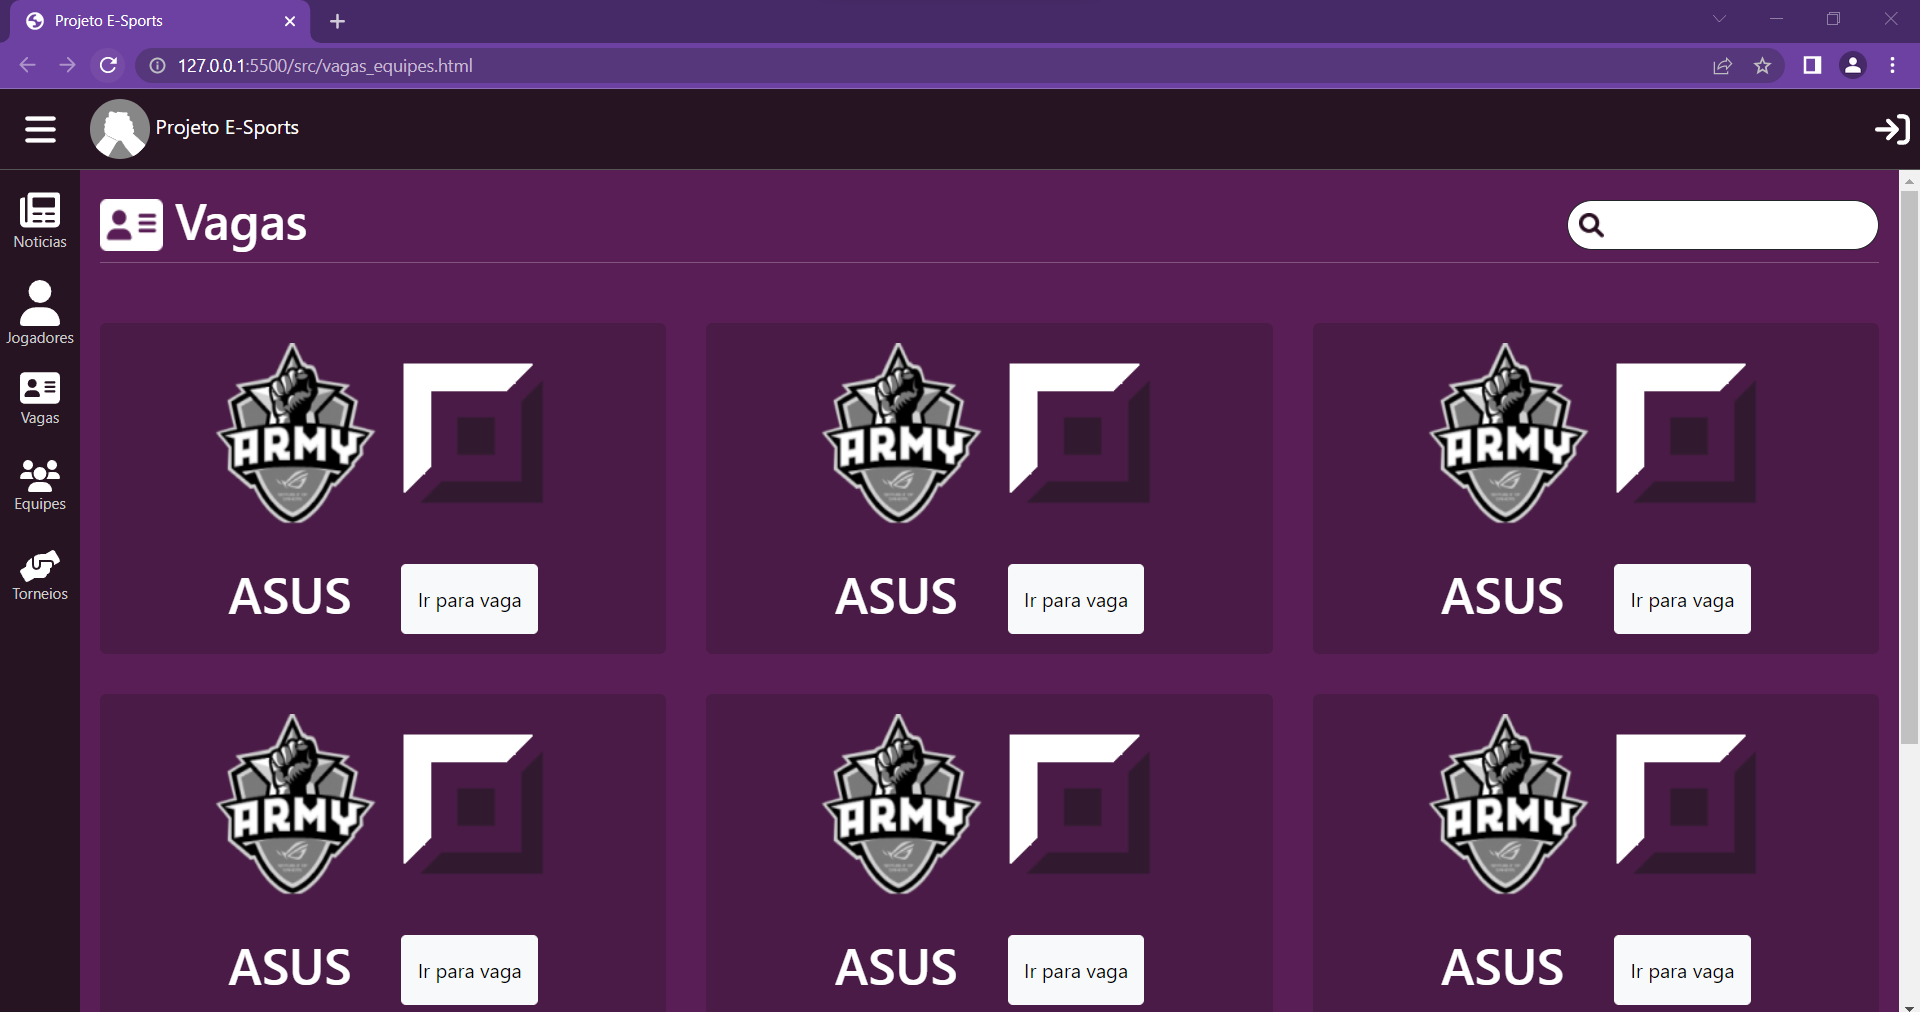 Projeto E-Sports
127.0.0.1:5500/src/vagas_equipes.html
Projeto E-Sports
Noticias
Jogadores
Vagas
Equipes
Torneios
Vagas
ARMY
ARMY
ARMY
ASUS Ir para vaga
ASUS Ir para vaga
ASUS Ir para vaga
ARMY
ARMY
ARMY
ASUS Ir para vaga
ASUS Ir para vaga
ASUS Ir para vaga